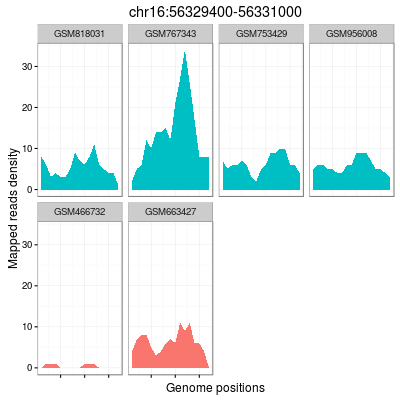 chr16:56329400-56331000
GSM818031 GSM767343 GSM753429 GSM956008
30
20
10
0
Mapped reads density
GSM466732 GSM663427
30
20
10
0
Genome positions